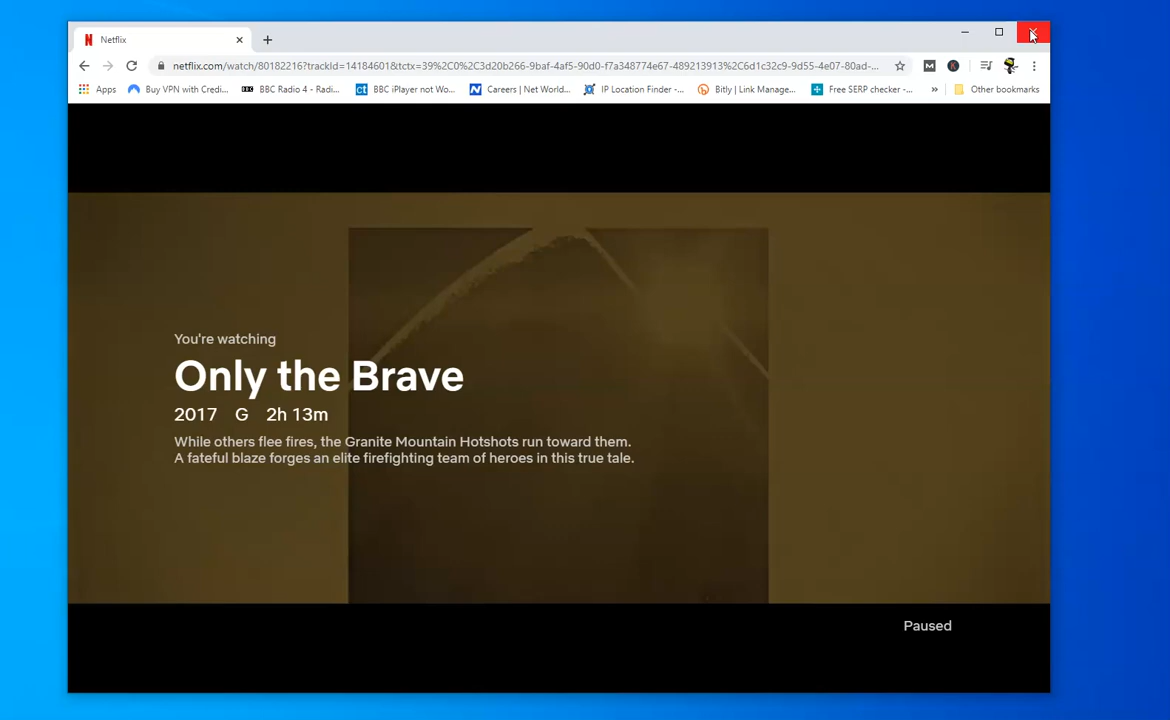 Netflix
netflix.com/watch/80182216?trackId=14184601&tctx=39%2C0%2C3d20b266-9baf-4af5-90d0-f7a348774e67-489213913%2C6d1c32c9-9d55-4e07-80ad-...
Apps Buy VPN with Credi... BBC Radio 4 - Radi... BBC iPlayer not Wo... Careers | Net World... IP Location Finder -... Bitly | Link Manage... Free SERP checker -... » Other bookmarks
You're watching
Only the Brave
2017 G 2h 13m
While others flee fires, the Granite Mountain Hotshots run toward them.
A fateful blaze forges an elite firefighting team of heroes in this true tale.
Paused